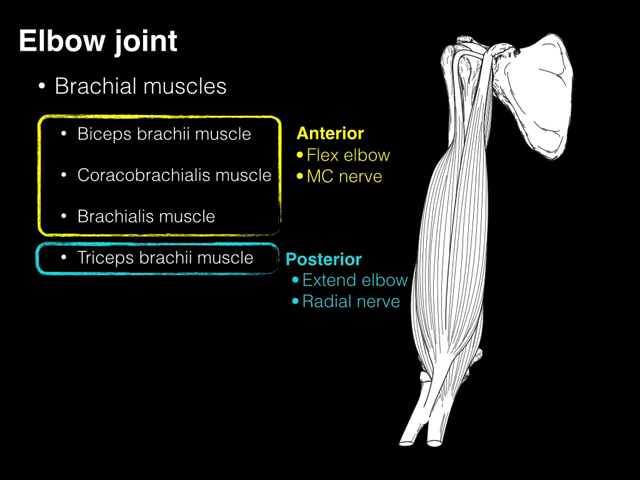 Elbow joint
• Brachial muscles
• Biceps brachii muscle
• Coracobrachialis muscle
• Brachialis muscle
• Triceps brachii muscle
Anterior
• Flex elbow
• MC nerve
Posterior
• Extend elbow
• Radial nerve